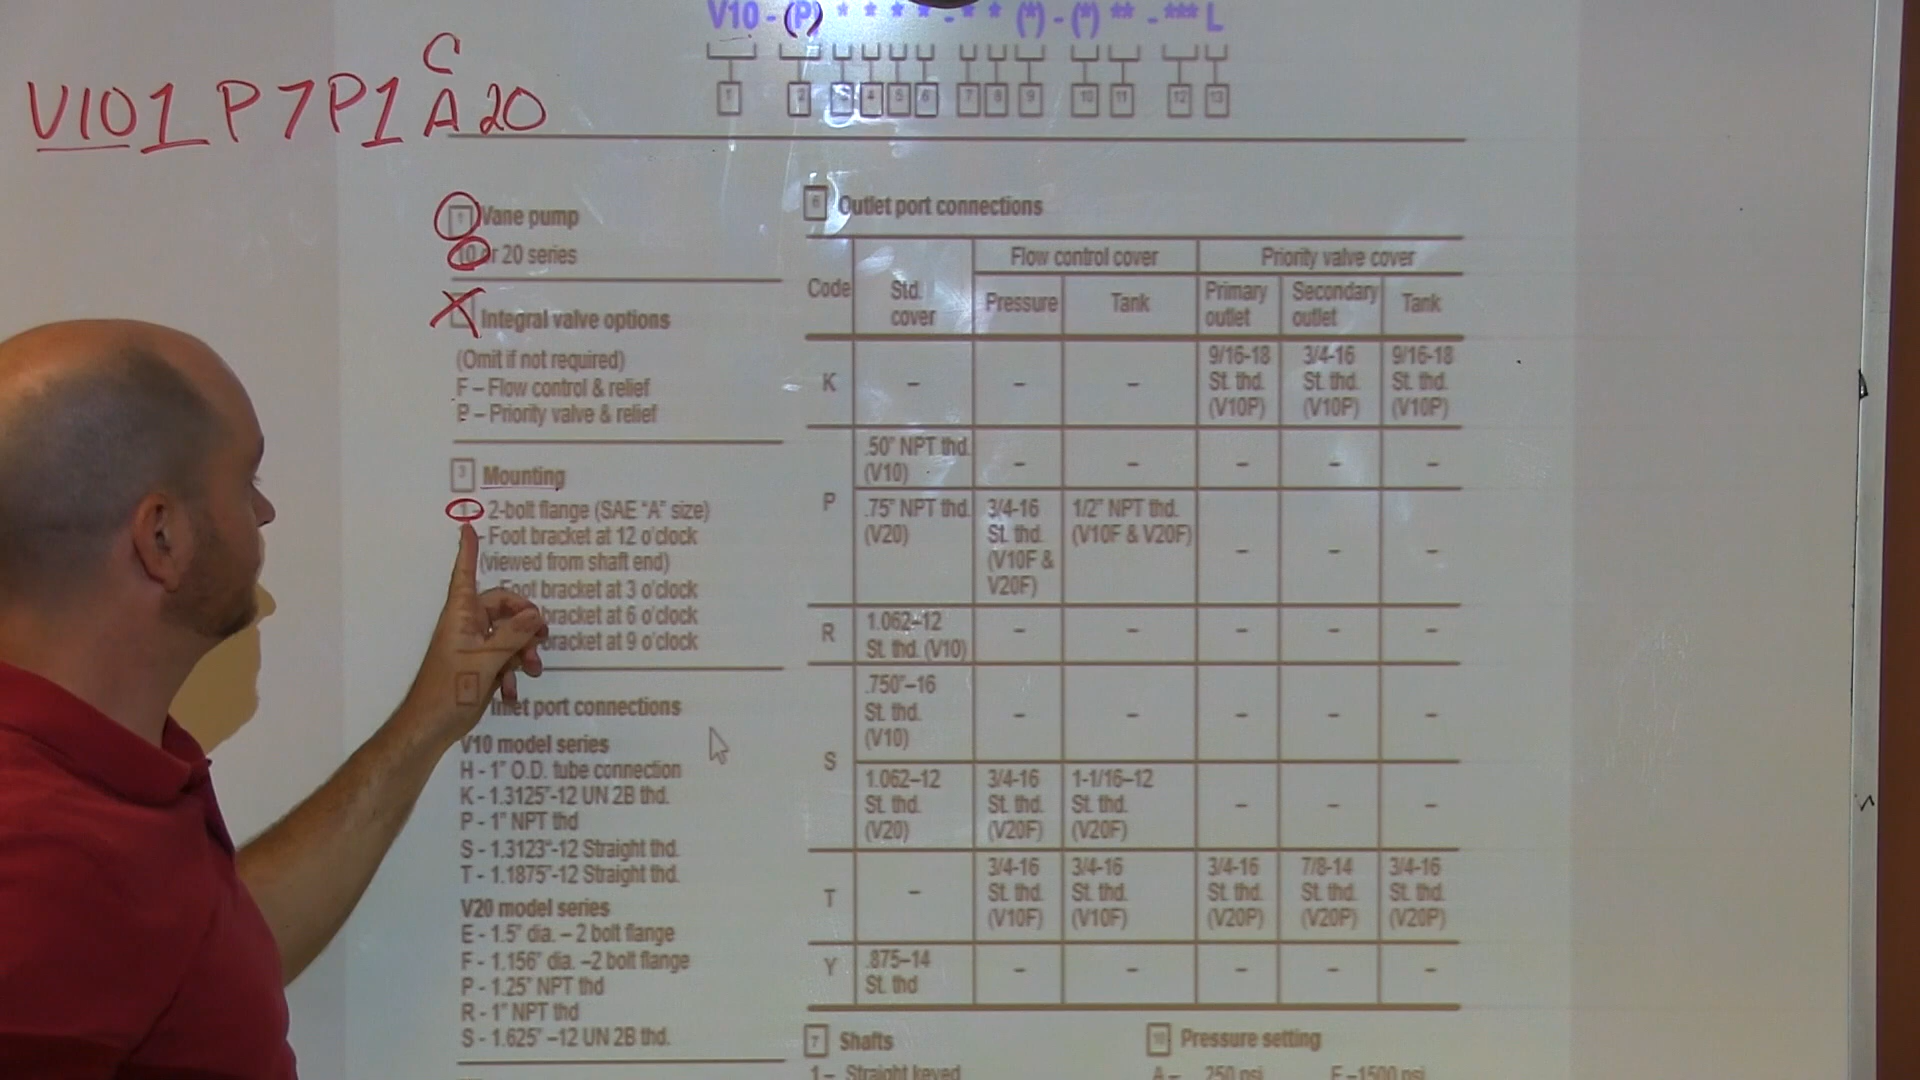 V10 - (P) * * * * - * * (*) - (*) ** - *** L
1 2 3 4 5 6 7 8 9 10 11 12 13
C
V101P7P1A20
1 Vane pump
10 or 20 series
Integral valve options
(Omit if not required)
F – Flow control & relief
P – Priority valve & relief
3 Mounting
1 - 2-bolt flange (SAE "A" size)
- Foot bracket at 12 o'clock
(viewed from shaft end)
- Foot bracket at 3 o'clock
bracket at 6 o'clock
bracket at 9 o'clock
Inlet port connections
V10 model series
H - 1" O.D. tube connection
K - 1.3125"-12 UN 2B thd.
P - 1" NPT thd
S - 1.3123"-12 Straight thd.
T - 1.1875"-12 Straight thd.
V20 model series
E - 1.5" dia. – 2 bolt flange
F - 1.156" dia. –2 bolt flange
P - 1.25" NPT thd
R - 1" NPT thd
S - 1.625" –12 UN 2B thd.
6 Outlet port connections
Flow control cover Priority valve cover
Code Std. cover Pressure Tank Primary outlet Secondary outlet Tank
K – – – 9/16-18 St. thd. (V10P) 3/4-16 St. thd. (V10P) 9/16-18 St. thd. (V10P)
P .50" NPT thd. (V10) – – – – –
.75" NPT thd. (V20) 3/4-16 St. thd. (V10F & V20F) 1/2" NPT thd. (V10F & V20F) – – –
R 1.062–12 St. thd. (V10) – – – – –
S .750"–16 St. thd. (V10) – – – – –
1.062–12 St. thd. (V20) 3/4-16 St. thd. (V20F) 1-1/16–12 St. thd. (V20F) – – –
T – 3/4-16 St. thd. (V10F) 3/4-16 St. thd. (V10F) 3/4-16 St. thd. (V20P) 7/8-14 St. thd. (V20P) 3/4-16 St. thd. (V20P)
Y .875–14 St. thd – – – – –
7 Shafts
1 – Straight keyed
10 Pressure setting
A – 250 psi F –1500 psi